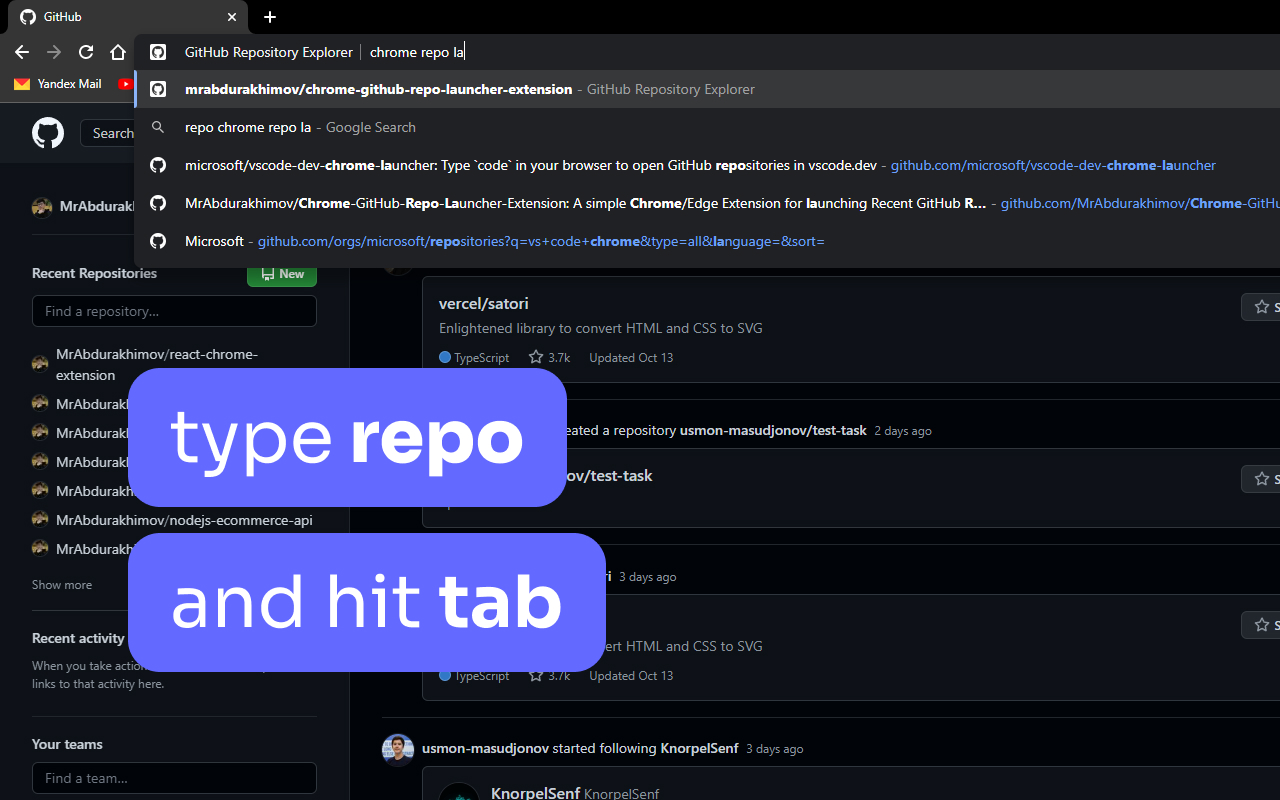 GitHub
GitHub Repository Explorer chrome repo la
Yandex Mail
mrabdurakhimov/chrome-github-repo-launcher-extension - GitHub Repository Explorer
repo chrome repo la - Google Search
microsoft/vscode-dev-chrome-launcher: Type `code` in your browser to open GitHub repositories in vscode.dev - github.com/microsoft/vscode-dev-chrome-launcher
MrAbdurakhimov/Chrome-GitHub-Repo-Launcher-Extension: A simple Chrome/Edge Extension for launching Recent GitHub R... - github.com/MrAbdurakhimov/Chrome-GitHu
Microsoft - github.com/orgs/microsoft/repositories?q=vs+code+chrome&type=all&language=&sort=
Search
MrAbdurak
Recent Repositories
New
Find a repository...
MrAbdurakhimov/react-chrome-
extension
MrAbdurak
MrAbdurak
MrAbdurak
MrAbdurakh
MrAbdurakhimov/nodejs-ecommerce-api
MrAbdurakh
Show more
Recent activity
When you take action
links to that activity here.
Your teams
Find a team...
type repo
and hit tab
vercel/satori
Enlightened library to convert HTML and CSS to SVG
TypeScript 3.7k Updated Oct 13
S
eated a repository usmon-masudjonov/test-task 2 days ago
ov/test-task
S
ri 3 days ago
ert HTML and CSS to SVG
S
TypeScript 3.7k Updated Oct 13
usmon-masudjonov started following KnorpelSenf 3 days ago
KnorpelSenf KnorpelSenf